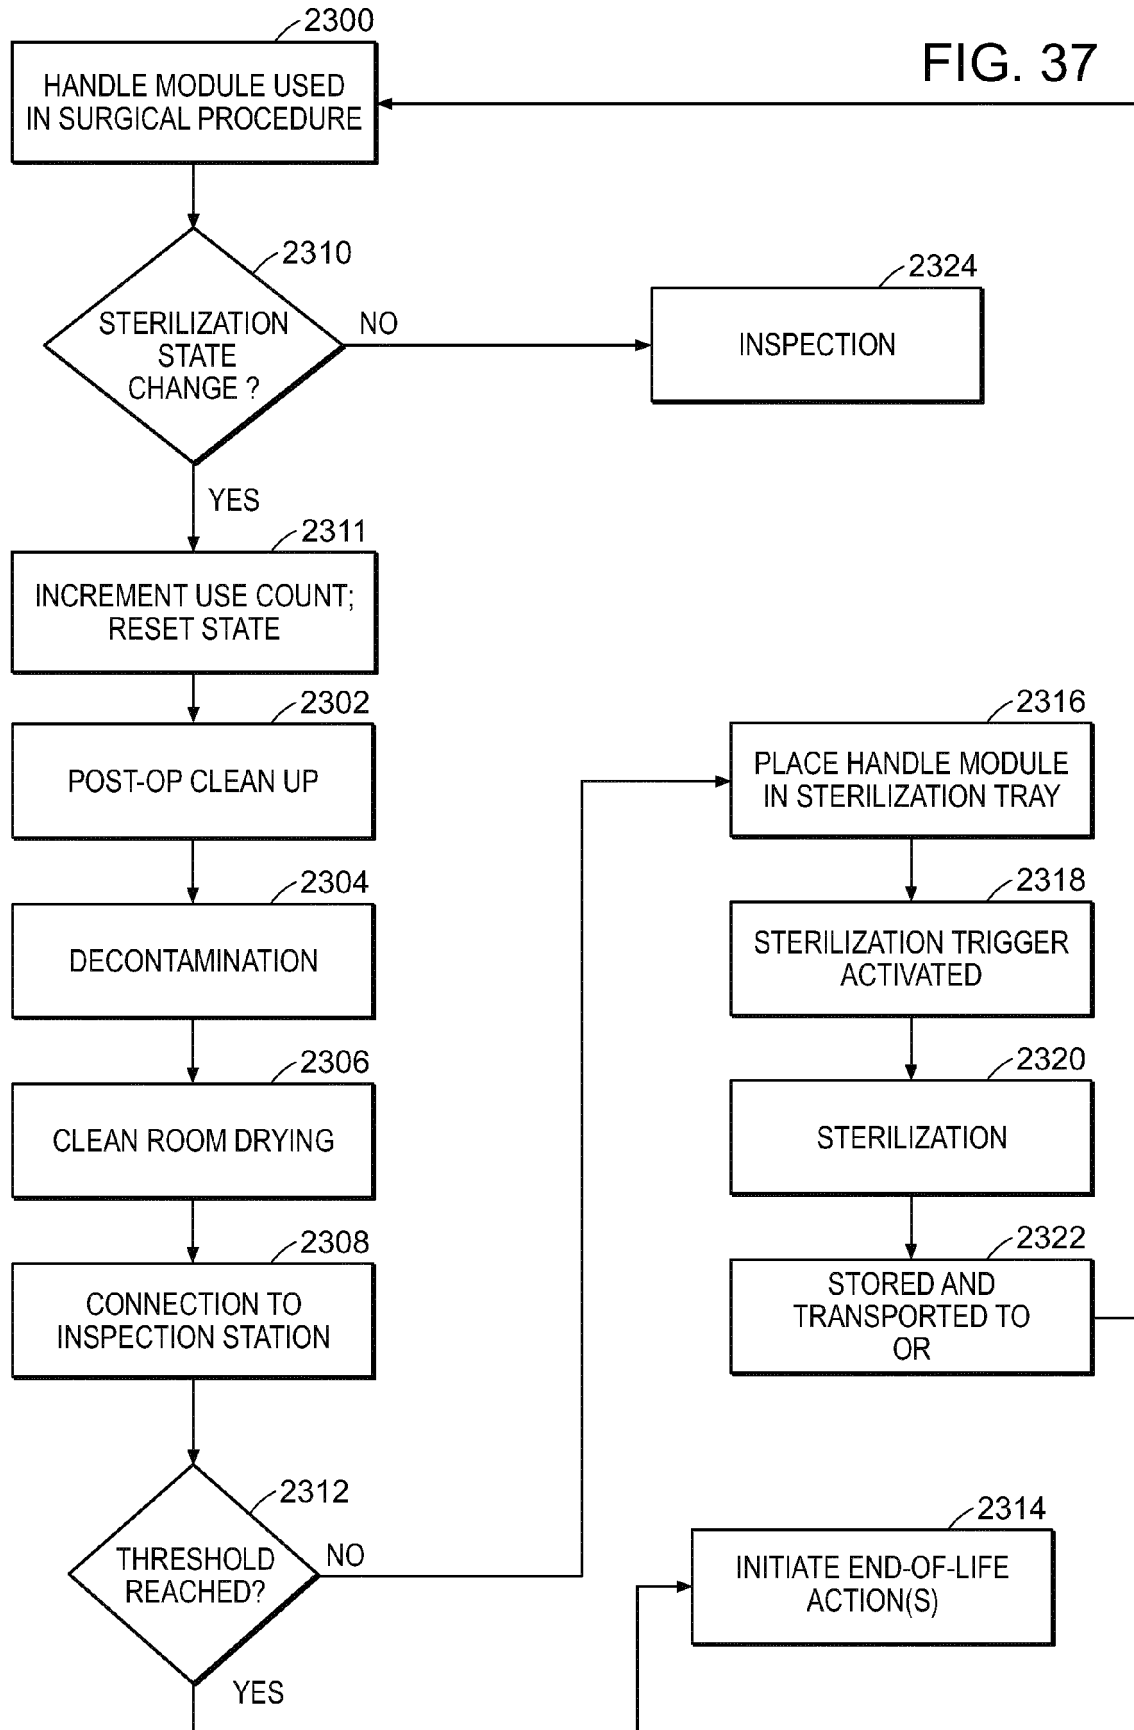 2300
FIG. 37
HANDLE MODULE USED
IN SURGICAL PROCEDURE
2310
STERILIZATION
STATE
CHANGE ?
NO
2324
INSPECTION
YES
2311
INCREMENT USE COUNT;
RESET STATE
2302
POST-OP CLEAN UP
2304
DECONTAMINATION
2306
CLEAN ROOM DRYING
2308
CONNECTION TO
INSPECTION STATION
2312
THRESHOLD
REACHED?
NO
YES
2316
PLACE HANDLE MODULE
IN STERILIZATION TRAY
2318
STERILIZATION TRIGGER
ACTIVATED
2320
STERILIZATION
2322
STORED AND
TRANSPORTED TO
OR
2314
INITIATE END-OF-LIFE
ACTION(S)